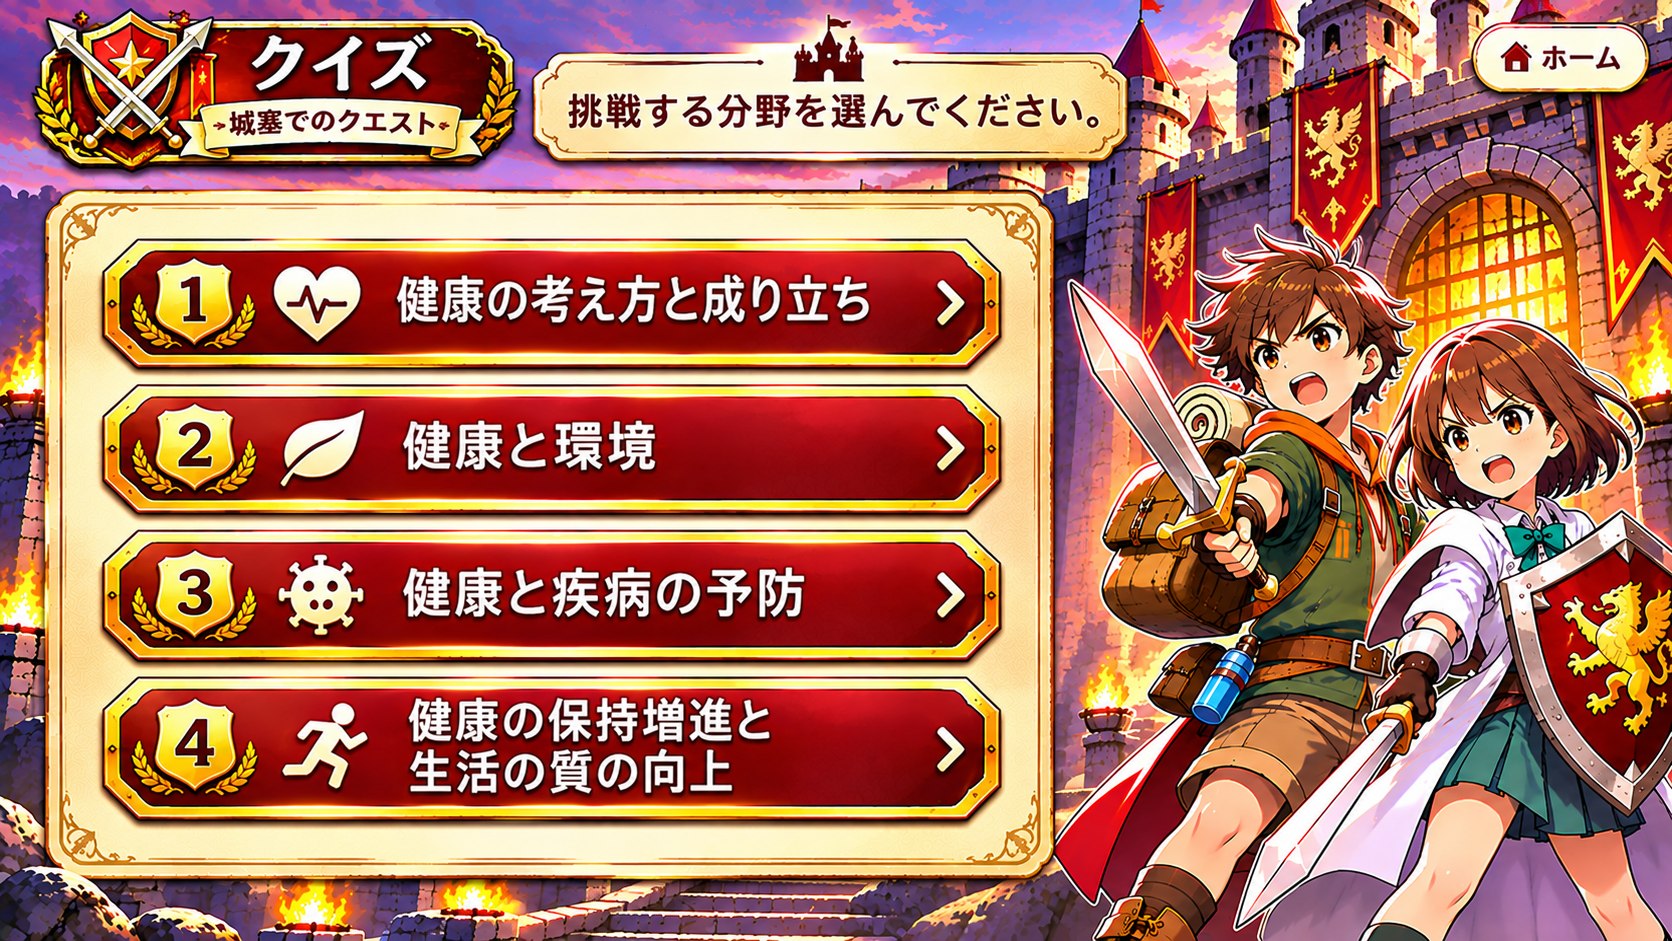 クイズ
城塞でのクエスト
挑戦する分野を選んでください。
ホーム
1 健康の考え方と成り立ち
2 健康と環境
3 健康と疾病の予防
4 健康の保持増進と
生活の質の向上